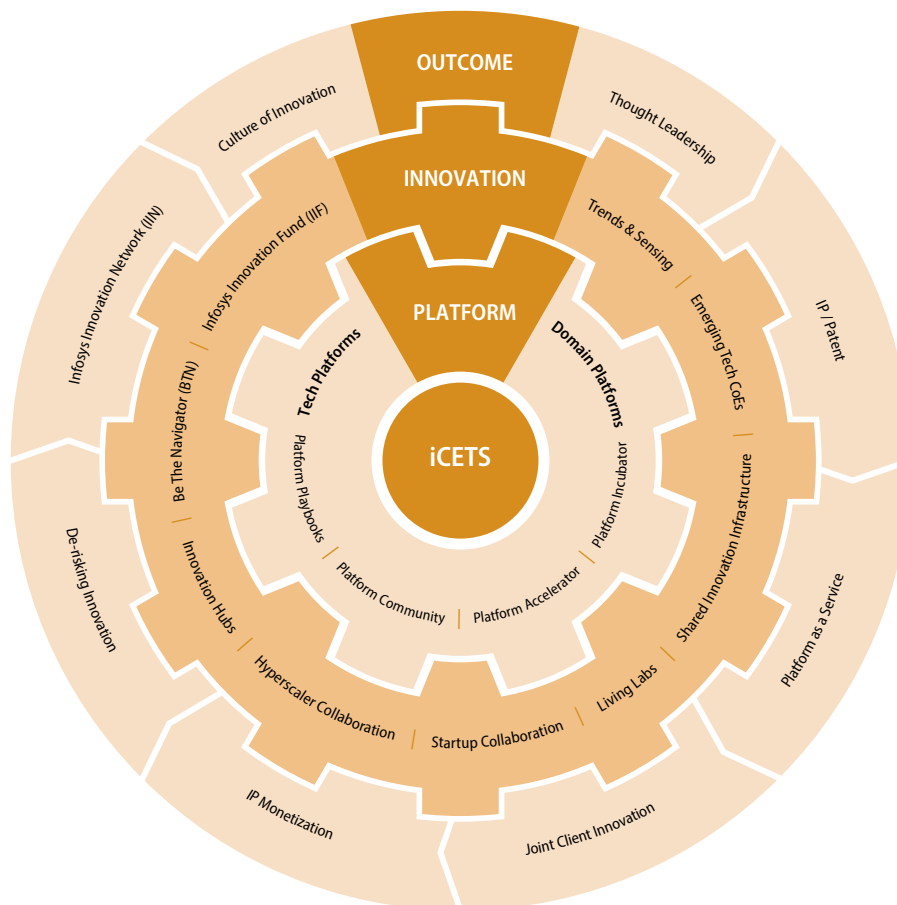 OUTCOME
Thought Leadership
IP / Patent
Platform as a Service
Joint Client Innovation
IP Monetization
De-risking Innovation
Infosys Innovation Network (IIN)
Culture of Innovation
INNOVATION
Trends & Sensing
Emerging Tech CoEs
Shared Innovation Infrastructure
Living Labs
Startup Collaboration
Hyperscaler Collaboration
Innovation Hubs
Be The Navigator (BTN)
Infosys Innovation Fund (IIF)
PLATFORM
Domain Platforms
Platform Incubator
Platform Accelerator
Platform Community
Platform Playbooks
Tech Platforms
iCETS